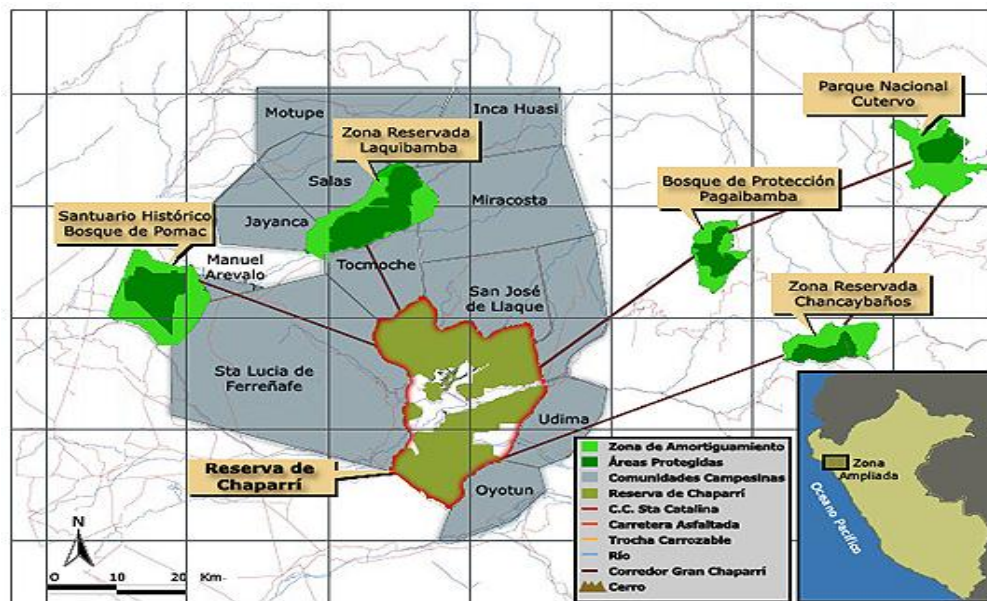 Parque Nacional
Cutervo
Motupe
Inca Huasi
Zona Reservada
Laquibamba
Salas
Bosque de Protección
Pagaibamba
Miracosta
Santuario Histórico
Bosque de Pomac
Jayanca
Manuel
Arevalo
Tocmoche
San José
de Llaque
Zona Reservada
Chancaybaños
Sta Lucia de
Ferreñafe
Udima
Reserva de
Chaparrí
Oyotun
Zona de Amortiguamiento
Áreas Protegidas
Comunidades Campesinas
Reserva de Chaparrí
C.C. Sta Catalina
Carretera Asfaltada
Trocha Carrozable
Río
Corredor Gran Chaparrí
Cerro
Zona
Ampliada
Oceano Pacífico
N
0 10 20 Km